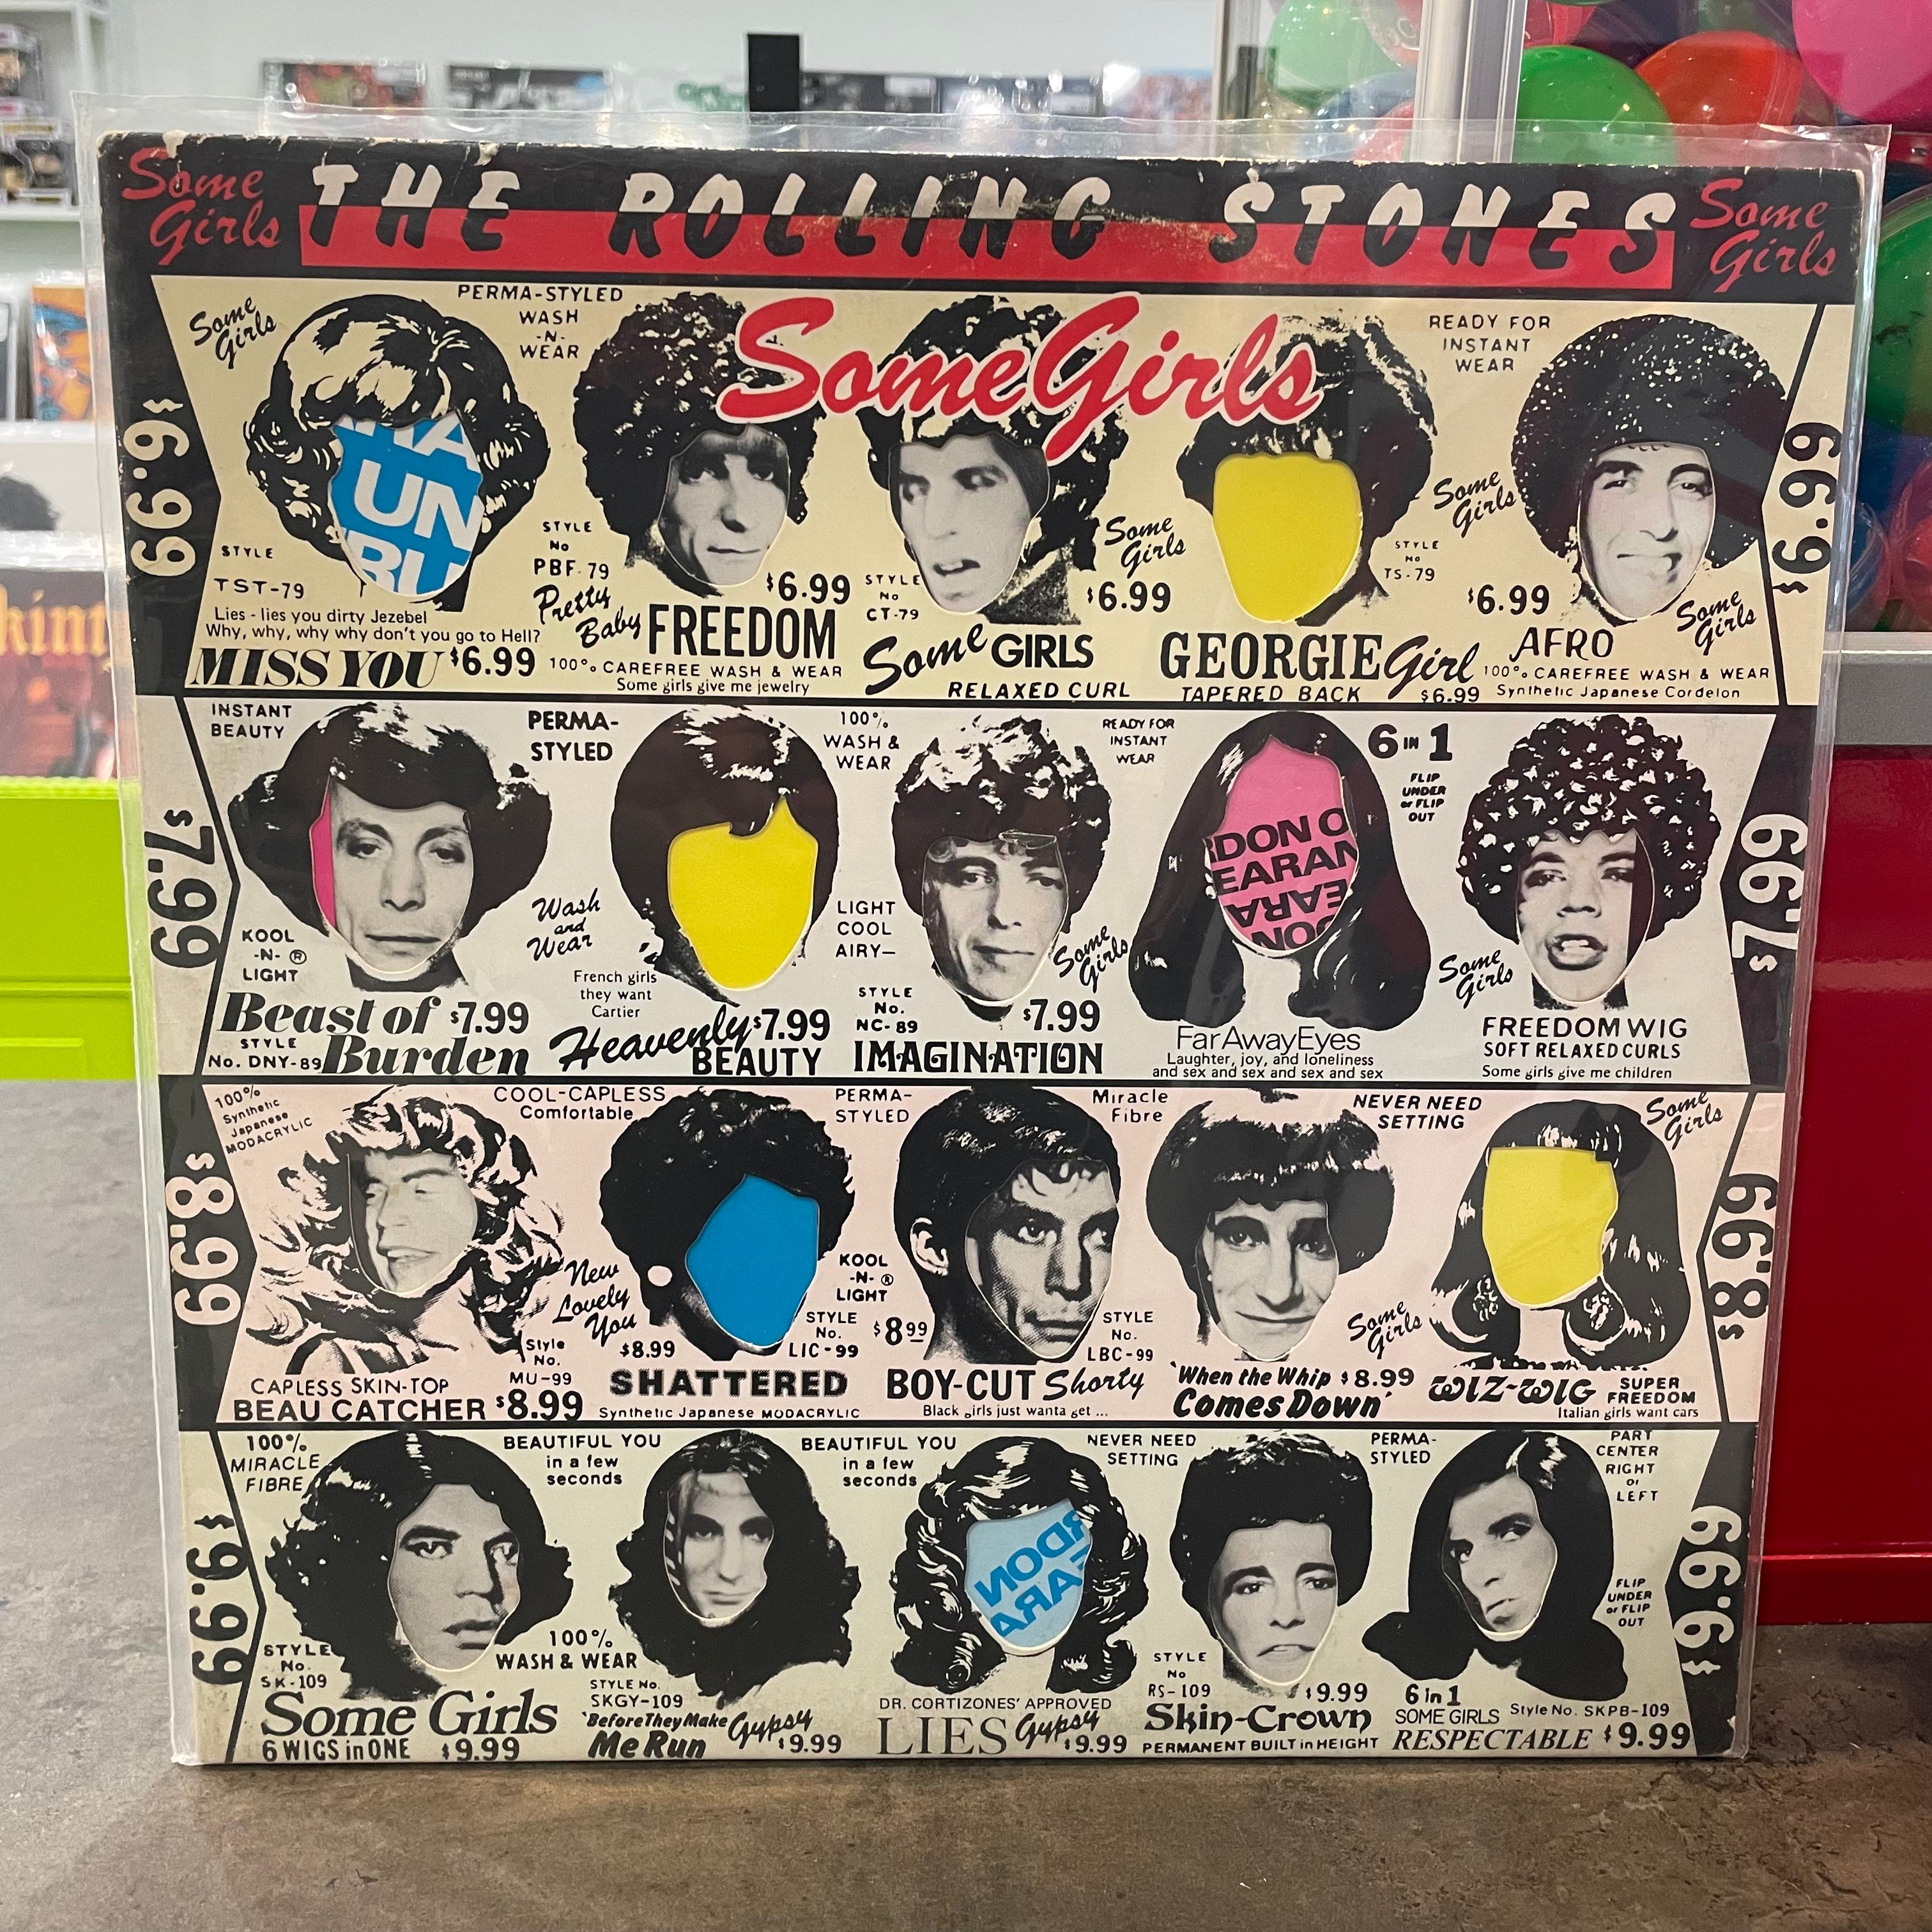 Some
Girls
THE ROLLING STONES
Some
Girls
Some Girls
$6.99
Some
Girls
PERMA-STYLED
WASH
-N-
WEAR
READY FOR
INSTANT
WEAR
$6.99
HA
UN
BU
STYLE
TST-79
Lies - lies you dirty Jezebel
Why, why, why why don't you go to Hell?
MISS YOU $6.99
STYLE
No
PBF-79
Pretty
Baby
$6.99
FREEDOM
100% CAREFREE WASH & WEAR
Some girls give me jewelry
STYLE
No
CT-79
Some
Girls
$6.99
Some GIRLS
RELAXED CURL
STYLE
No
TS-79
GEORGIE Girl
TAPERED BACK $6.99
Some
Girls
$6.99
Some
Girls
AFRO
100% CAREFREE WASH & WEAR
Synthetic Japanese Cordelon
$7.99
INSTANT
BEAUTY
PERMA-
STYLED
100%
WASH &
WEAR
READY FOR
INSTANT
WEAR
6 IN 1
FLIP
UNDER
or FLIP
OUT
$7.99
KOOL
-N- ®
LIGHT
Beast of $7.99
STYLE
No. DNY-89 Burden
Wash
and
Wear
French girls
they want
Cartier
Heavenly $7.99
BEAUTY
LIGHT
COOL
AIRY—
Some
Girls
STYLE
No.
NC-89
$7.99
IMAGINATION
RDON O
EARAN
EARA
DON
Far Away Eyes
Laughter, joy, and loneliness
and sex and sex and sex and sex
Some
Girls
FREEDOM WIG
SOFT RELAXED CURLS
Some girls give me children
$8.99
100%
Synthetic
Japanese
MODACRYLIC
COOL-CAPLESS
Comfortable
PERMA-
STYLED
Miracle
Fibre
NEVER NEED
SETTING
Some
Girls
$8.99
Style
No.
MU-99
CAPLESS SKIN-TOP
BEAU CATCHER $8.99
New
Lovely
You
$8.99
STYLE
No.
LIC-99
SHATTERED
Synthetic Japanese MODACRYLIC
KOOL
-N- ®
LIGHT
$8.99
STYLE
No.
LBC-99
BOY-CUT Shorty
Black girls just wanta get ...
Some
Girls
'When the Whip $8.99
Comes Down'
WIZ-WIG SUPER
FREEDOM
Italian girls want cars
$9.99
100%
MIRACLE
FIBRE
BEAUTIFUL YOU
in a few
seconds
BEAUTIFUL YOU
in a few
seconds
NEVER NEED
SETTING
PERMA-
STYLED
PART
CENTER
RIGHT
or
LEFT
$9.99
STYLE
No.
SK-109
Some Girls
6 WIGS in ONE $9.99
100%
WASH & WEAR
STYLE No.
SKGY-109
'Before They Make Gypsy
Me Run $9.99
RDON
EARA
DR. CORTIZONES' APPROVED
LIES Gypsy
$9.99
STYLE
No
RS-109
$9.99
Skin-Crown
PERMANENT BUILT in HEIGHT
FLIP
UNDER
or FLIP
OUT
6 in 1
SOME GIRLS Style No. SKPB-109
RESPECTABLE $9.99